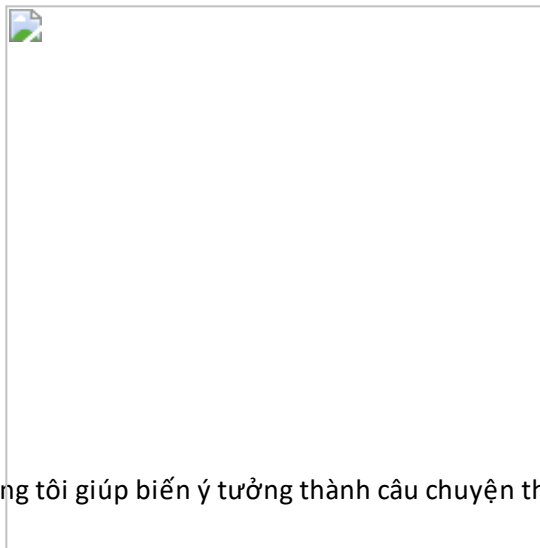 ng tôi giúp biến ý tưởng thành câu chuyện th